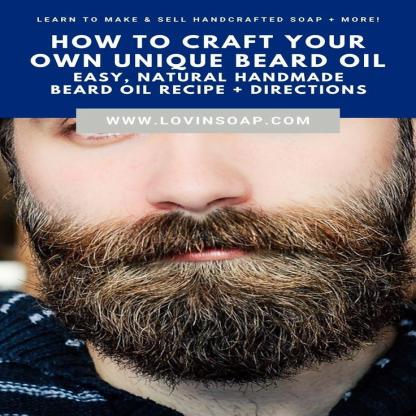 LEARN TO MAKE & SELL HANDCRAFTED SOAP + MORE!
HOW TO CRAFT YOUR
OWN UNIQUE BEARD OIL
EASY, NATURAL HANDMADE
BEARD OIL RECIPE + DIRECTIONS
WWW.LOVINSOAP.COM